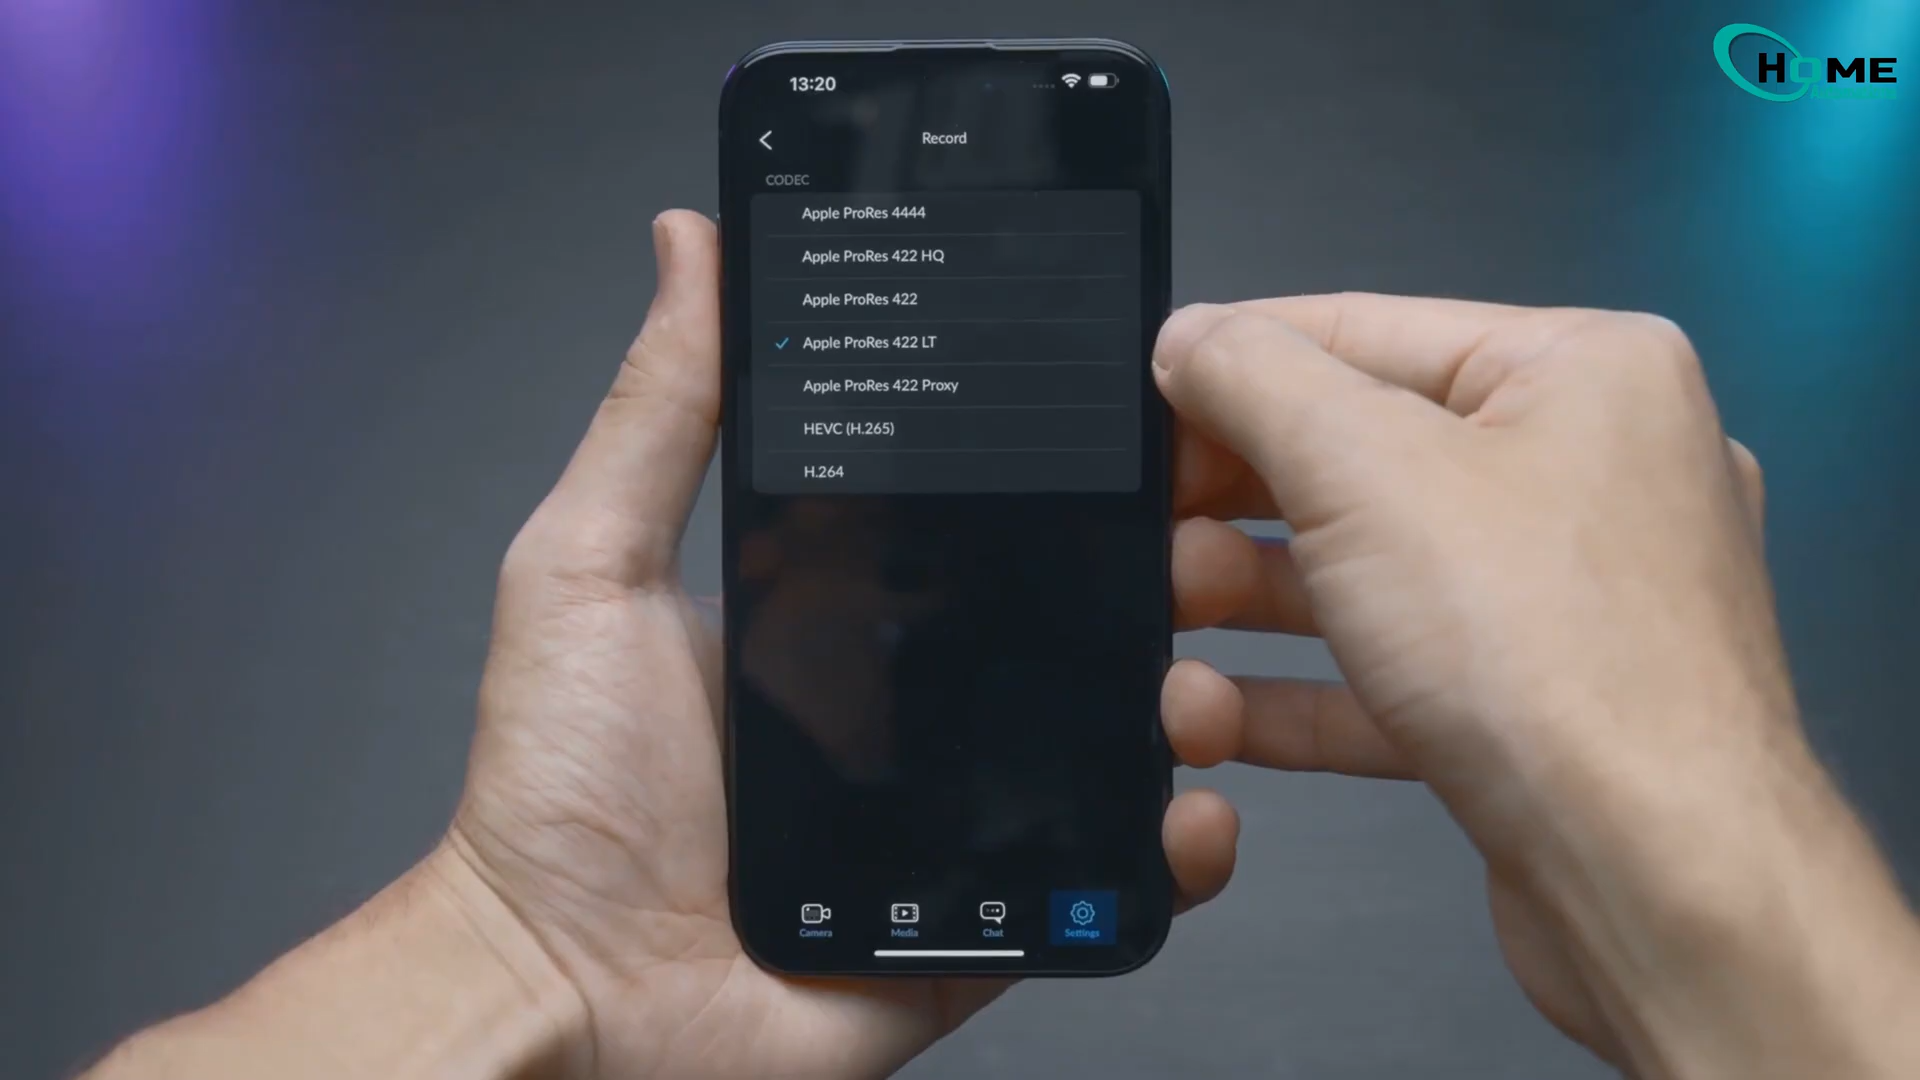 HOME
13:20
Record
CODEC
Apple ProRes 4444
Apple ProRes 422 HQ
Apple ProRes 422
Apple ProRes 422 LT
Apple ProRes 422 Proxy
HEVC (H.265)
H.264
Camera
Media
Chat
Settings